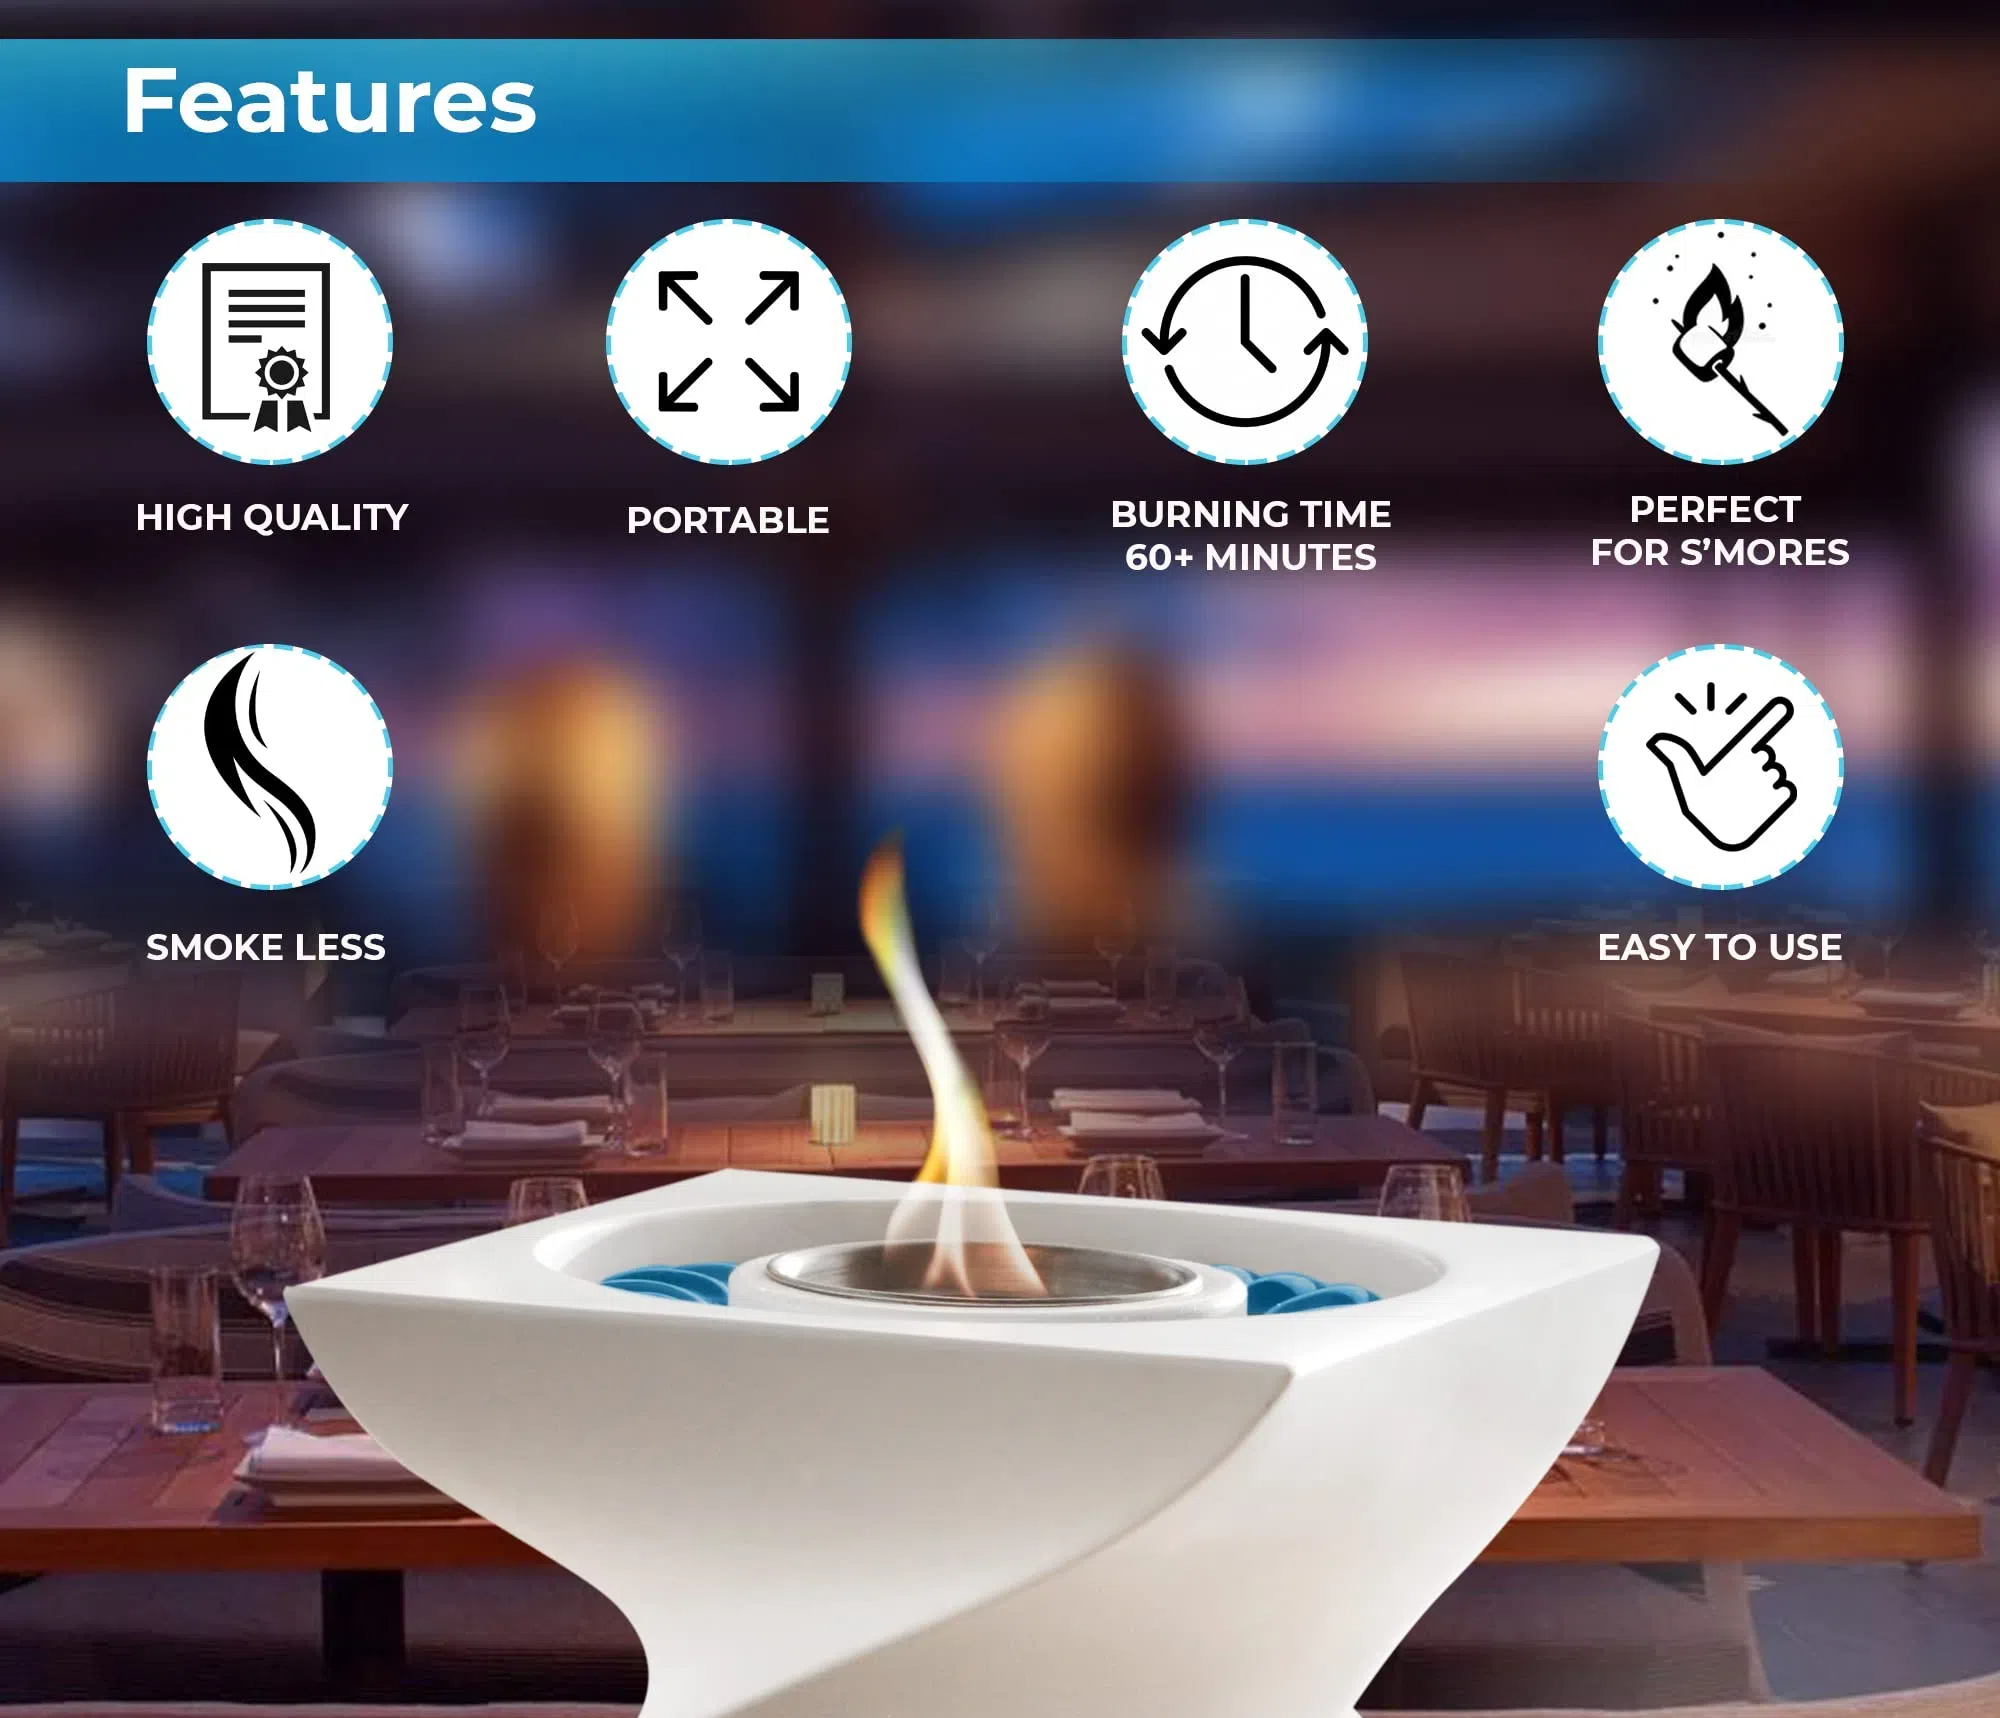 Features
HIGH QUALITY
PORTABLE
BURNING TIME
60+ MINUTES
PERFECT
FOR S’MORES
SMOKE LESS
EASY TO USE